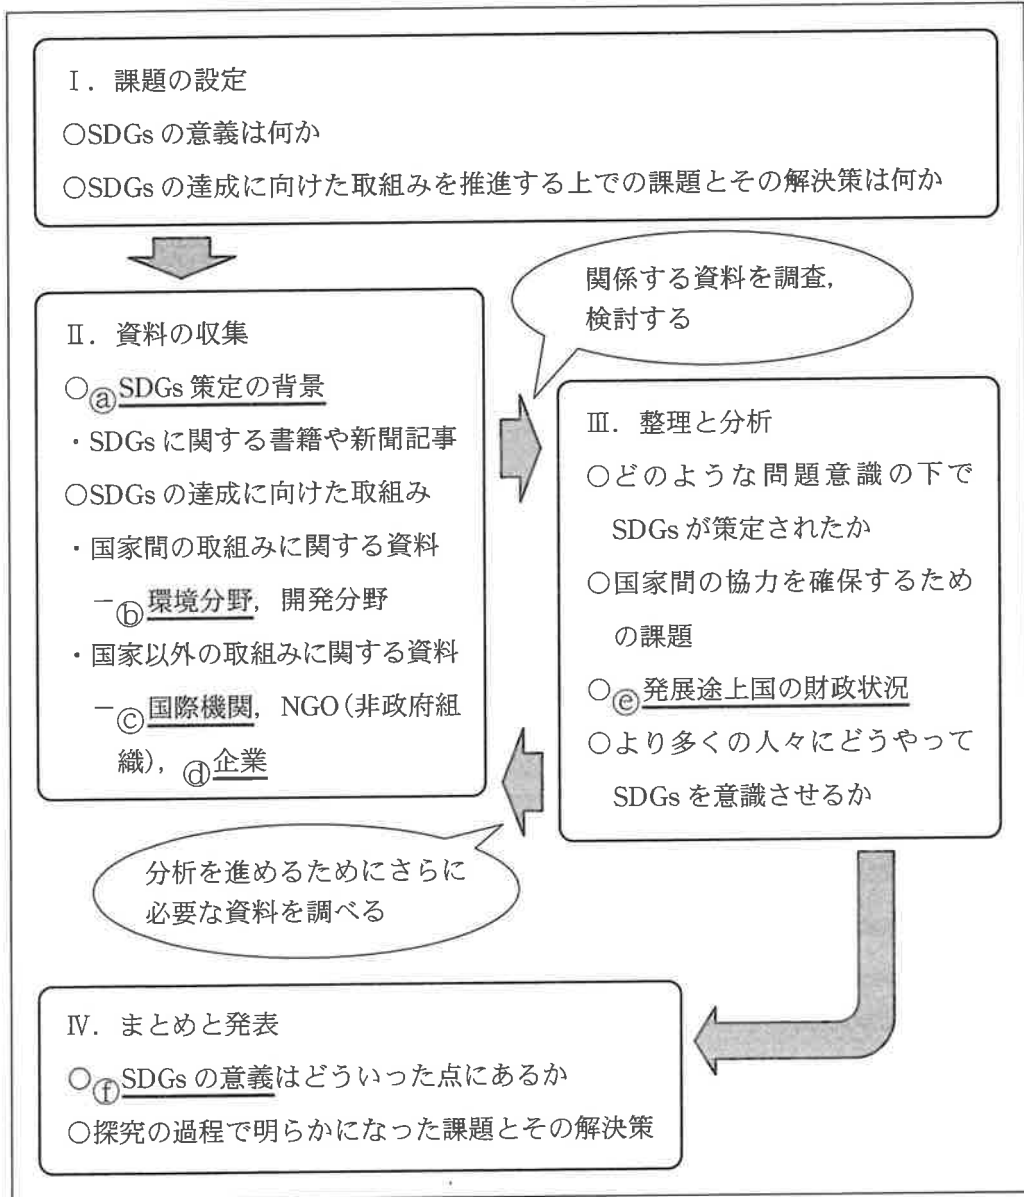 Ⅰ．課題の設定
○SDGs の意義は何か
○SDGs の達成に向けた取組みを推進する上での課題とその解決策は何か
関係する資料を調査，
検討する
Ⅱ．資料の収集
○ⓐSDGs 策定の背景
・SDGs に関する書籍や新聞記事
○SDGs の達成に向けた取組み
・国家間の取組みに関する資料
－ⓑ環境分野，開発分野
・国家以外の取組みに関する資料
－ⓒ国際機関，NGO（非政府組
織），ⓓ企業
Ⅲ．整理と分析
○どのような問題意識の下で
SDGs が策定されたか
○国家間の協力を確保するため
の課題
○ⓔ発展途上国の財政状況
○より多くの人々にどうやって
SDGs を意識させるか
分析を進めるためにさらに
必要な資料を調べる
Ⅳ．まとめと発表
○ⓕSDGs の意義はどういった点にあるか
○探究の過程で明らかになった課題とその解決策